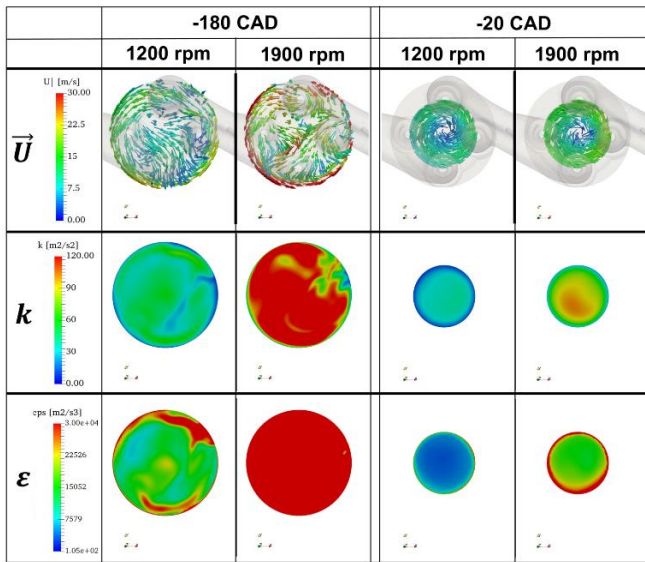 -180 CAD
-20 CAD
1200 rpm
1900 rpm
1200 rpm
1900 rpm
U
U| [m/s]
30.00
22.5
15
7.5
0.00
k
k [m2/s2]
120.00
90
60
30
0.00
ε
eps [m2/s3]
3.00e+04
22526
15052
7579
1.05e+02